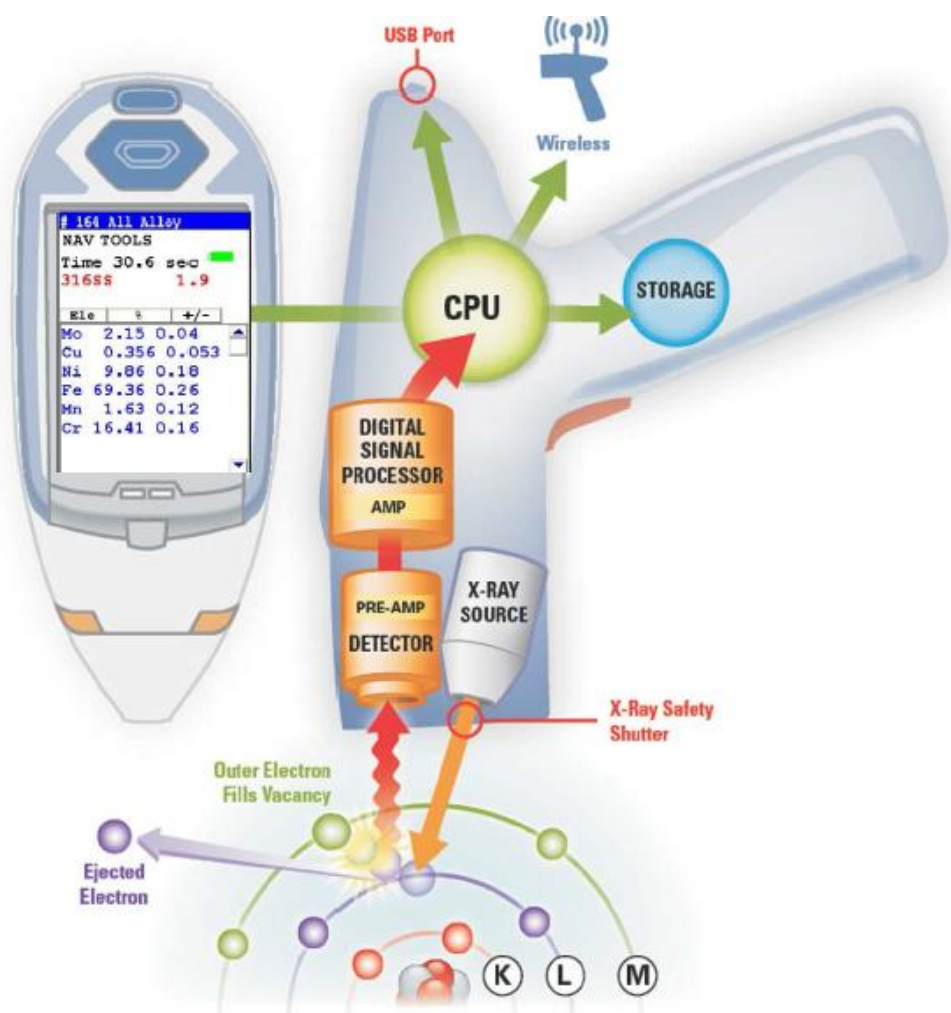 USB Port
Wireless
# 164 All Alloy
NAV TOOLS
Time 30.6 sec
316SS 1.9
Ele % +/-
Mo 2.15 0.04
Cu 0.356 0.053
Ni 9.86 0.18
Fe 69.36 0.26
Mn 1.63 0.12
Cr 16.41 0.16
CPU
STORAGE
DIGITAL
SIGNAL
PROCESSOR
AMP
PRE-AMP
DETECTOR
X-RAY
SOURCE
X-Ray Safety
Shutter
Outer Electron
Fills Vacancy
Ejected
Electron
K L M